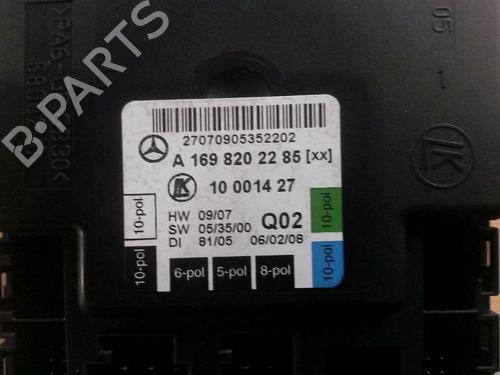 27070905352202
A 169 820 22 85 [xx]
10 0014 27
HW 09/07
SW 05/35/00
DI 81/05 06/02/08
Q02
10-pol
10-pol
10-pol
10-pol
6-pol 5-pol 8-pol
05 1
B-PARTS